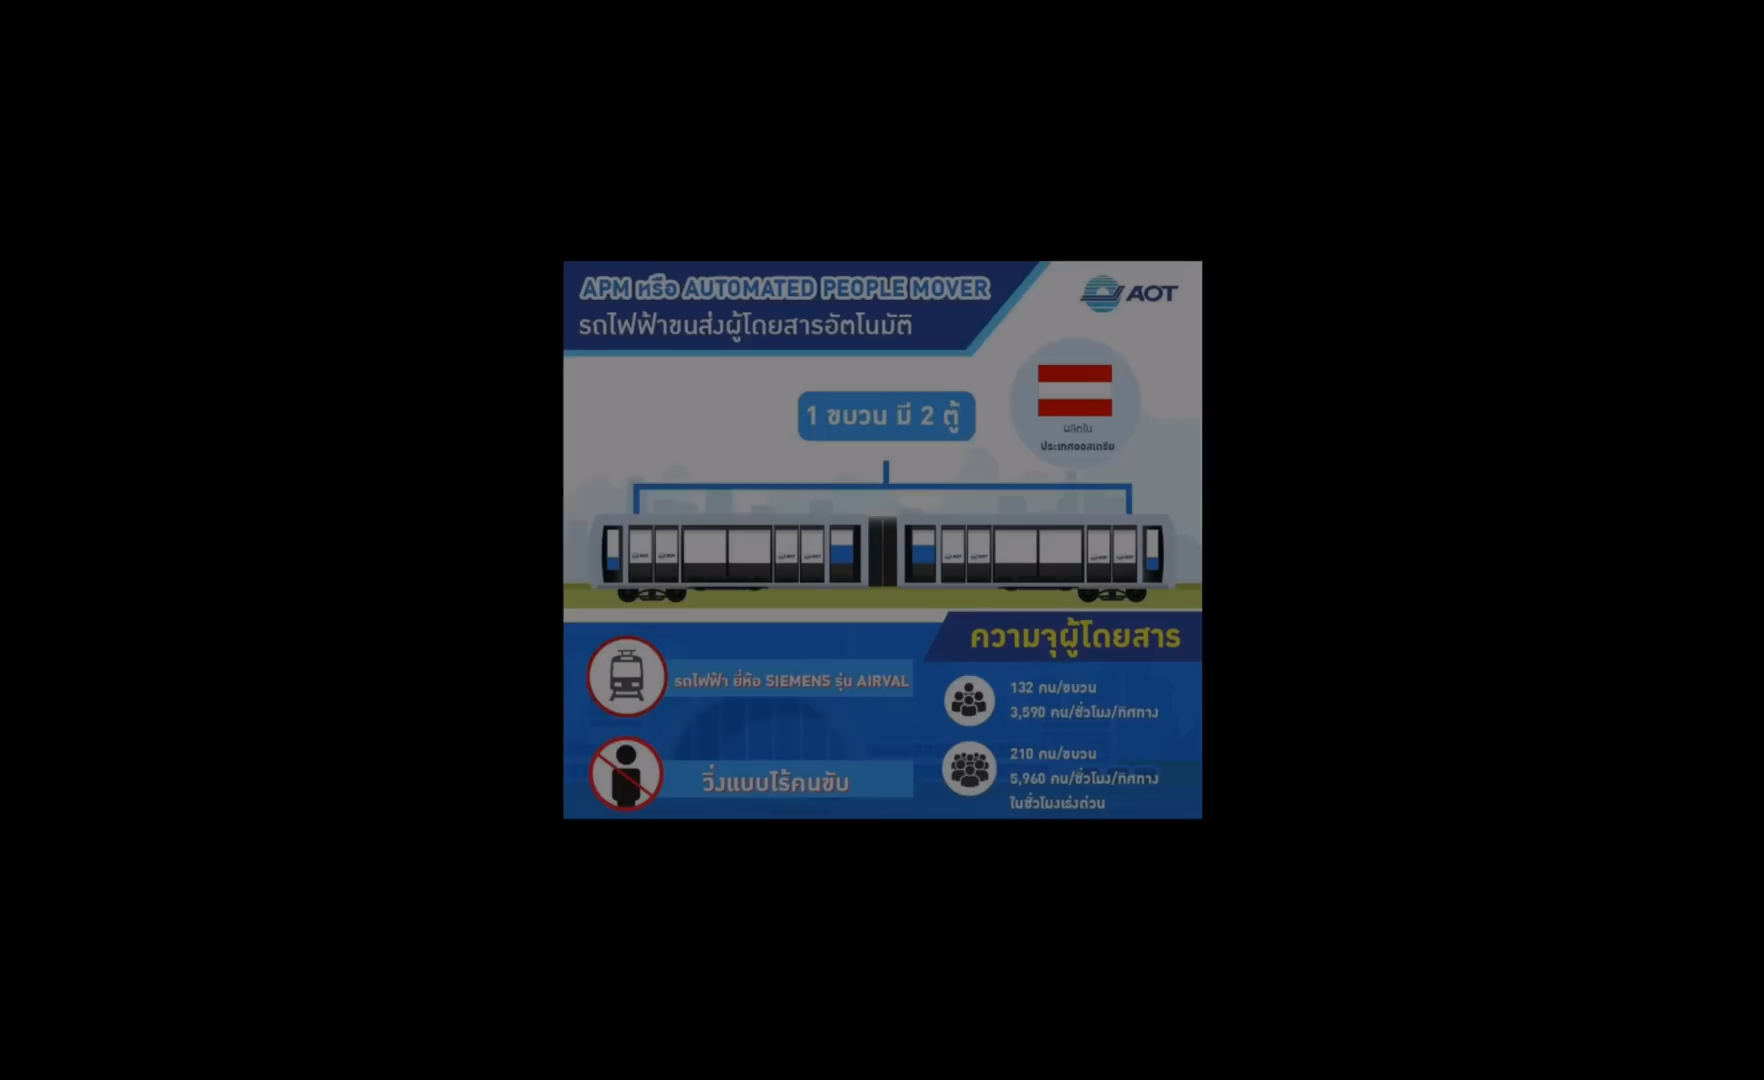 APM หรือ AUTOMATED PEOPLE MOVER
รถไฟฟ้าขนส่งผู้โดยสารอัตโนมัติ
AOT
ผลิตใน
ประเทศออสเตรีย
1 ขบวน มี 2 ตู้
ความจุผู้โดยสาร
รถไฟฟ้า ยี่ห้อ SIEMENS รุ่น AIRVAL
132 คน/ขบวน
3,590 คน/ชั่วโมง/ทิศทาง
วิ่งแบบไร้คนขับ
210 คน/ขบวน
5,960 คน/ชั่วโมง/ทิศทาง
ในชั่วโมงเร่งด่วน